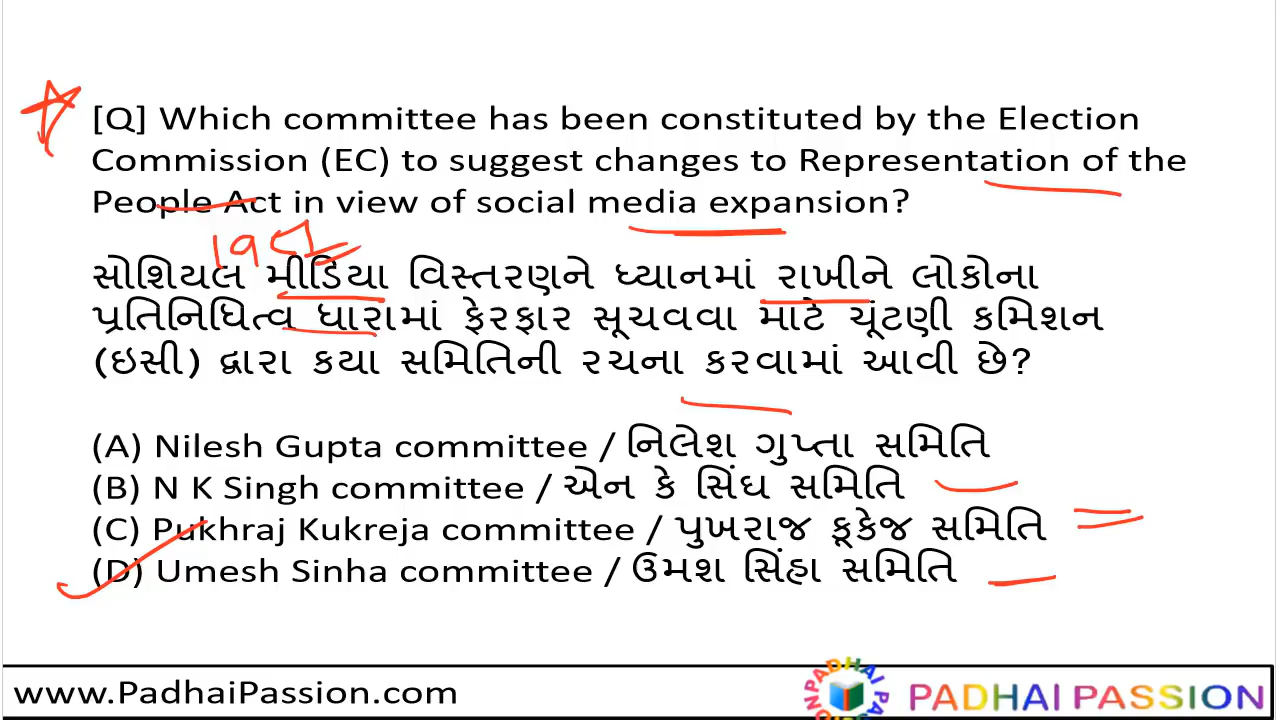 [Q] Which committee has been constituted by the Election
Commission (EC) to suggest changes to Representation of the
People Act in view of social media expansion?
1951
સોશિયલ મીડિયા વિસ્તરણને ધ્યાનમાં રાખીને લોકોના
પ્રતિનિધિત્વ ધારામાં ફેરફાર સૂચવવા માટે ચૂંટણી કમિશન
(ઇસી) દ્વારા કયા સમિતિની રચના કરવામાં આવી છે?
(A) Nilesh Gupta committee / નિલેશ ગુપ્તા સમિતિ
(B) N K Singh committee / એન કે સિંઘ સમિતિ
(C) Pukhraj Kukreja committee / પુખરાજ કૂકેજ સમિતિ
(D) Umesh Sinha committee / ઉમશ સિંહા સમિતિ
www.PadhaiPassion.com
PADHAI PASSION